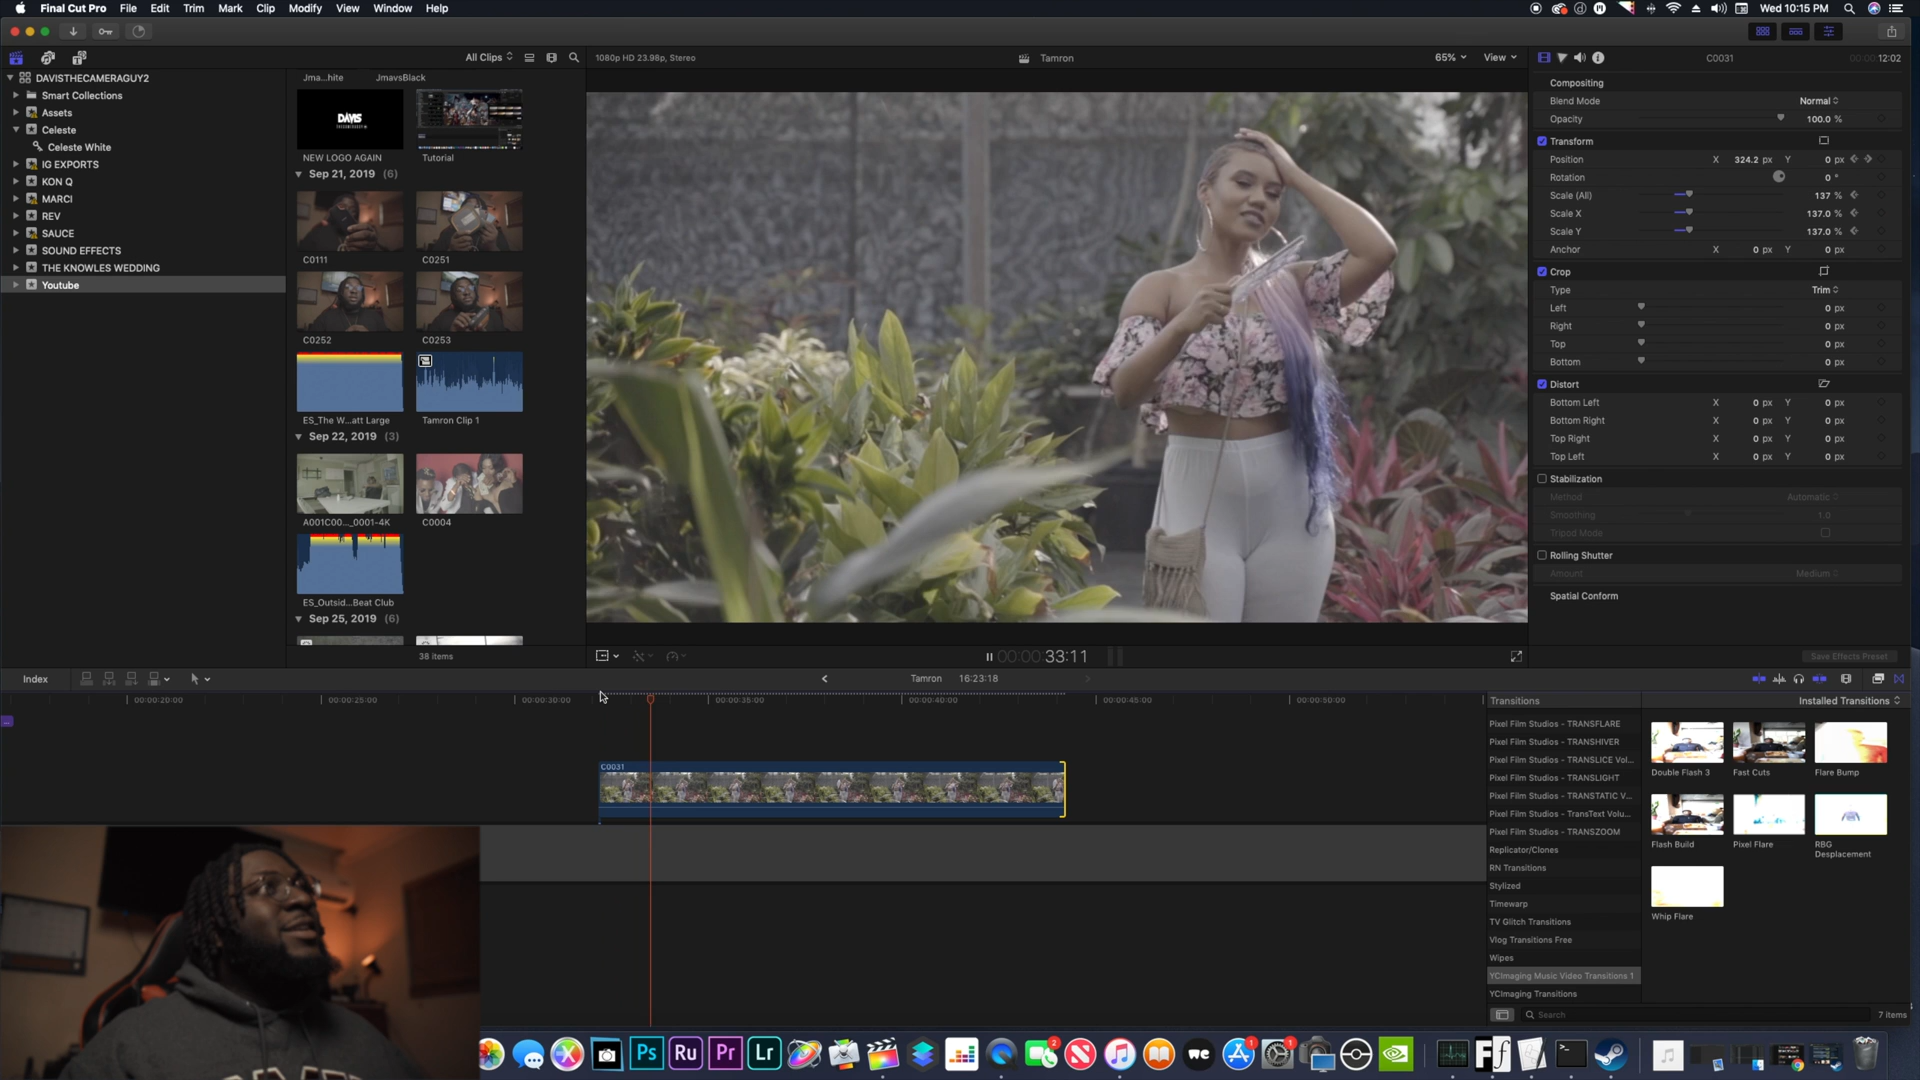 Final Cut Pro File Edit Trim Mark Clip Modify View Window Help
Wed 10:15 PM
All Clips
1080p HD 23.98p, Stereo
Tamron
65%
View
C0031
12:02
DAVISTHECAMERAGUY2
Smart Collections
Assets
Celeste
Celeste White
IG EXPORTS
KON Q
MARCI
REV
SAUCE
SOUND EFFECTS
THE KNOWLES WEDDING
Youtube
Jma...hite
JmavsBlack
DAVIS
NEW LOGO AGAIN
Tutorial
Sep 21, 2019 (6)
C0111
C0251
C0252
C0253
ES_The W...att Large
Tamron Clip 1
Sep 22, 2019 (3)
A001C00..._0001-4K
C0004
ES_Outsid...Beat Club
Sep 25, 2019 (6)
38 items
Compositing
Blend Mode Normal
Opacity 100.0 %
Transform
Position X 324.2 px Y 0 px
Rotation 0 °
Scale (All) 137 %
Scale X 137.0 %
Scale Y 137.0 %
Anchor X 0 px Y 0 px
Crop
Type Trim
Left 0 px
Right 0 px
Top 0 px
Bottom 0 px
Distort
Bottom Left X 0 px Y 0 px
Bottom Right X 0 px Y 0 px
Top Right X 0 px Y 0 px
Top Left X 0 px Y 0 px
Stabilization
Method Automatic
Smoothing 1.0
Tripod Mode
Rolling Shutter
Amount Medium
Spatial Conform
Save Effects Preset
00:00:33:11
Index
Tamron 16:23:18
00:00:20:00 00:00:25:00 00:00:30:00 00:00:35:00 00:00:40:00 00:00:45:00 00:00:50:00
C0031
Transitions
Installed Transitions
Pixel Film Studios - TRANSFLARE
Pixel Film Studios - TRANSHIVER
Pixel Film Studios - TRANSLICE Vol...
Pixel Film Studios - TRANSLIGHT
Pixel Film Studios - TRANSTATIC V...
Pixel Film Studios - TransText Volu...
Pixel Film Studios - TRANSZOOM
Replicator/Clones
RN Transitions
Stylized
Timewarp
TV Glitch Transitions
Vlog Transitions Free
Wipes
YCImaging Music Video Transitions 1
YCImaging Transitions
Double Flash 3
Fast Cuts
Flare Bump
Flash Build
Pixel Flare
RBG
Desplacement
Whip Flare
Search
7 items
Ps Ru Pr Lr
2
we
1
1